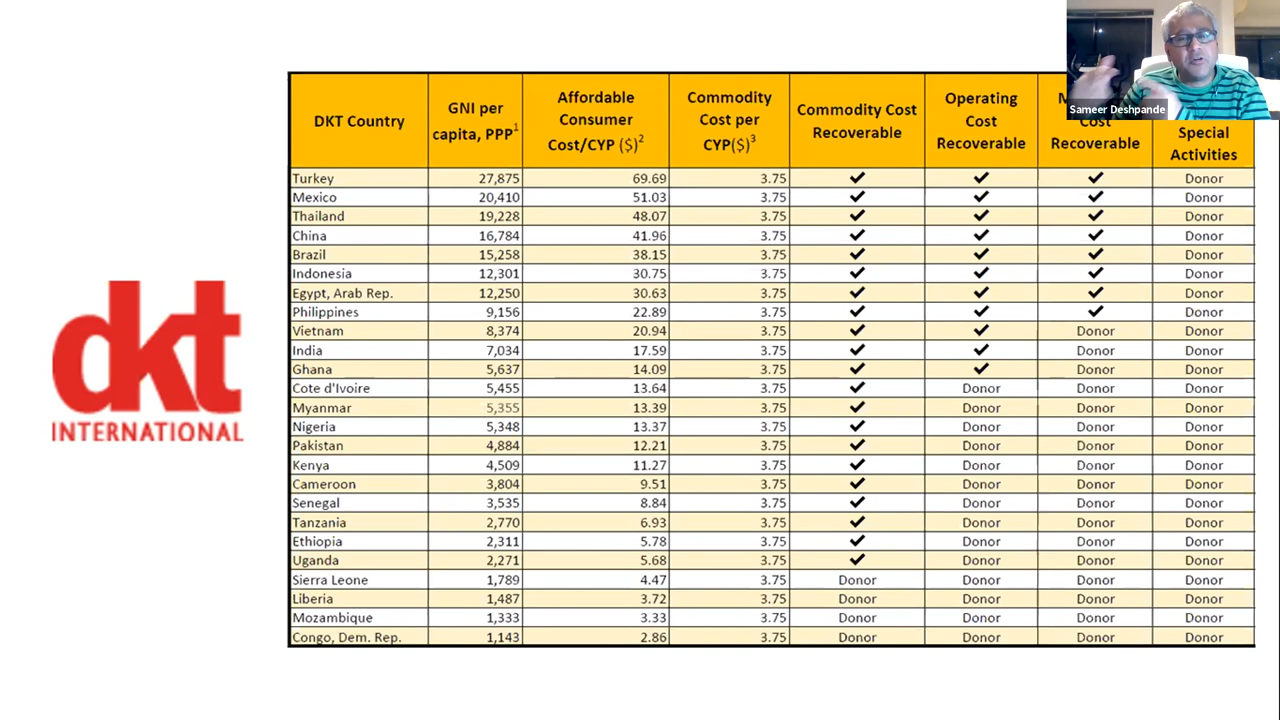 Sameer Deshpande
DKT Country
GNI per
capita, PPP1
Affordable
Consumer
Cost/CYP ($)2
Commodity
Cost per
CYP($)3
Commodity Cost
Recoverable
Operating
Cost
Recoverable
Cost
Recoverable
Special
Activities
Turkey 27,875 69.69 3.75 ✔ ✔ ✔ Donor
Mexico 20,410 51.03 3.75 ✔ ✔ ✔ Donor
Thailand 19,228 48.07 3.75 ✔ ✔ ✔ Donor
China 16,784 41.96 3.75 ✔ ✔ ✔ Donor
Brazil 15,258 38.15 3.75 ✔ ✔ ✔ Donor
Indonesia 12,301 30.75 3.75 ✔ ✔ ✔ Donor
Egypt, Arab Rep. 12,250 30.63 3.75 ✔ ✔ ✔ Donor
Philippines 9,156 22.89 3.75 ✔ ✔ ✔ Donor
Vietnam 8,374 20.94 3.75 ✔ ✔ Donor Donor
India 7,034 17.59 3.75 ✔ ✔ Donor Donor
Ghana 5,637 14.09 3.75 ✔ ✔ Donor Donor
Cote d'Ivoire 5,455 13.64 3.75 ✔ Donor Donor Donor
Myanmar 5,355 13.39 3.75 ✔ Donor Donor Donor
Nigeria 5,348 13.37 3.75 ✔ Donor Donor Donor
Pakistan 4,884 12.21 3.75 ✔ Donor Donor Donor
Kenya 4,509 11.27 3.75 ✔ Donor Donor Donor
Cameroon 3,804 9.51 3.75 ✔ Donor Donor Donor
Senegal 3,535 8.84 3.75 ✔ Donor Donor Donor
Tanzania 2,770 6.93 3.75 ✔ Donor Donor Donor
Ethiopia 2,311 5.78 3.75 ✔ Donor Donor Donor
Uganda 2,271 5.68 3.75 ✔ Donor Donor Donor
Sierra Leone 1,789 4.47 3.75 Donor Donor Donor Donor
Liberia 1,487 3.72 3.75 Donor Donor Donor Donor
Mozambique 1,333 3.33 3.75 Donor Donor Donor Donor
Congo, Dem. Rep. 1,143 2.86 3.75 Donor Donor Donor Donor
dkt
INTERNATIONAL